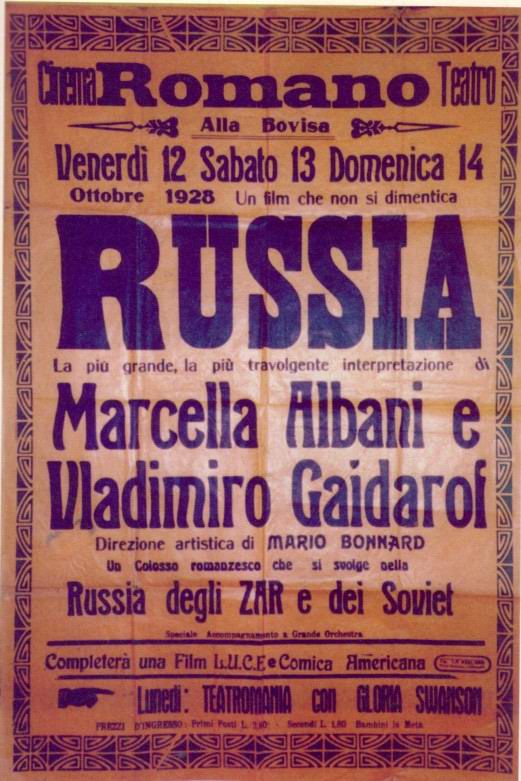 Cinema Romano Teatro
Alla Bovisa
Venerdì 12 Sabato 13 Domenica 14
Ottobre 1928 Un film che non si dimentica
RUSSIA
La più grande, la più travolgente interpretazione di
Marcella Albani e
Vladimiro Gaidarof
Direzione artistica di MARIO BONNARD
Un Colosso romanzesco che si svolge nella
Russia degli ZAR e dei Soviet
Speciale Accompagnamento a Grande Orchestra
Completerà una Film L.U.C.E e Comica Americana
Lunedì: TEATROMANIA con GLORIA SWANSON
PREZZI D'INGRESSO: Primi Posti L. 2,80 - Secondi L. 1,80 Bambini la Metà